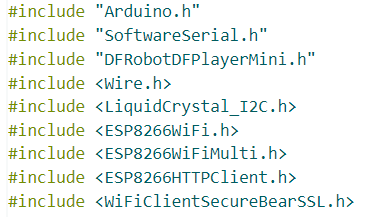 #include "Arduino.h"
#include "SoftwareSerial.h"
#include "DFRobotDFPlayerMini.h"
#include <Wire.h>
#include <LiquidCrystal_I2C.h>
#include <ESP8266WiFi.h>
#include <ESP8266WiFiMulti.h>
#include <ESP8266HTTPClient.h>
#include <WiFiClientSecureBearSSL.h>